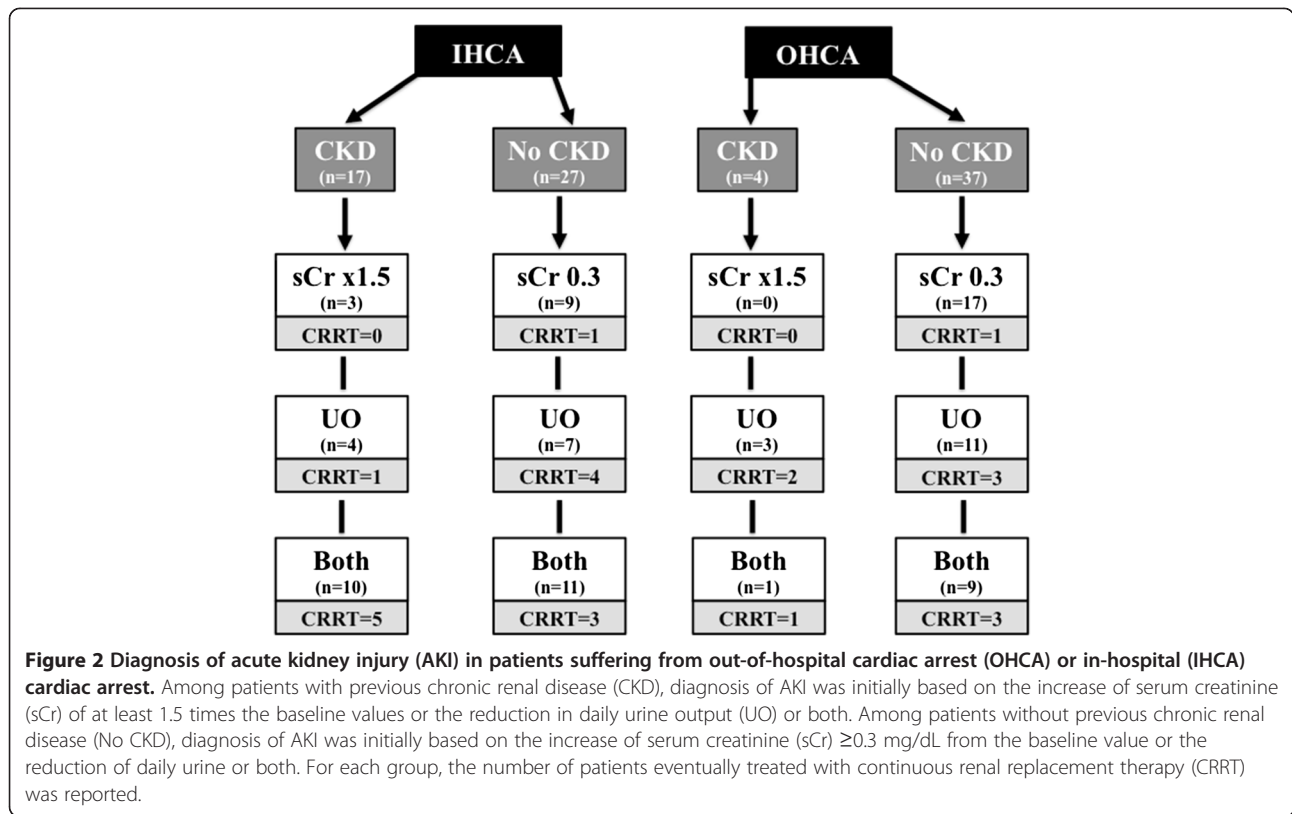 IHCA
OHCA
CKD
(n=17)
No CKD
(n=27)
CKD
(n=4)
No CKD
(n=37)
sCr x1.5
(n=3)
CRRT=0
sCr 0.3
(n=9)
CRRT=1
sCr x1.5
(n=0)
CRRT=0
sCr 0.3
(n=17)
CRRT=1
UO
(n=4)
CRRT=1
UO
(n=7)
CRRT=4
UO
(n=3)
CRRT=2
UO
(n=11)
CRRT=3
Both
(n=10)
CRRT=5
Both
(n=11)
CRRT=3
Both
(n=1)
CRRT=1
Both
(n=9)
CRRT=3
Figure 2 Diagnosis of acute kidney injury (AKI) in patients suffering from out-of-hospital cardiac arrest (OHCA) or in-hospital (IHCA)
cardiac arrest. Among patients with previous chronic renal disease (CKD), diagnosis of AKI was initially based on the increase of serum creatinine
(sCr) of at least 1.5 times the baseline values or the reduction in daily urine output (UO) or both. Among patients without previous chronic renal
disease (No CKD), diagnosis of AKI was initially based on the increase of serum creatinine (sCr) ≥0.3 mg/dL from the baseline value or the
reduction of daily urine or both. For each group, the number of patients eventually treated with continuous renal replacement therapy (CRRT)
was reported.